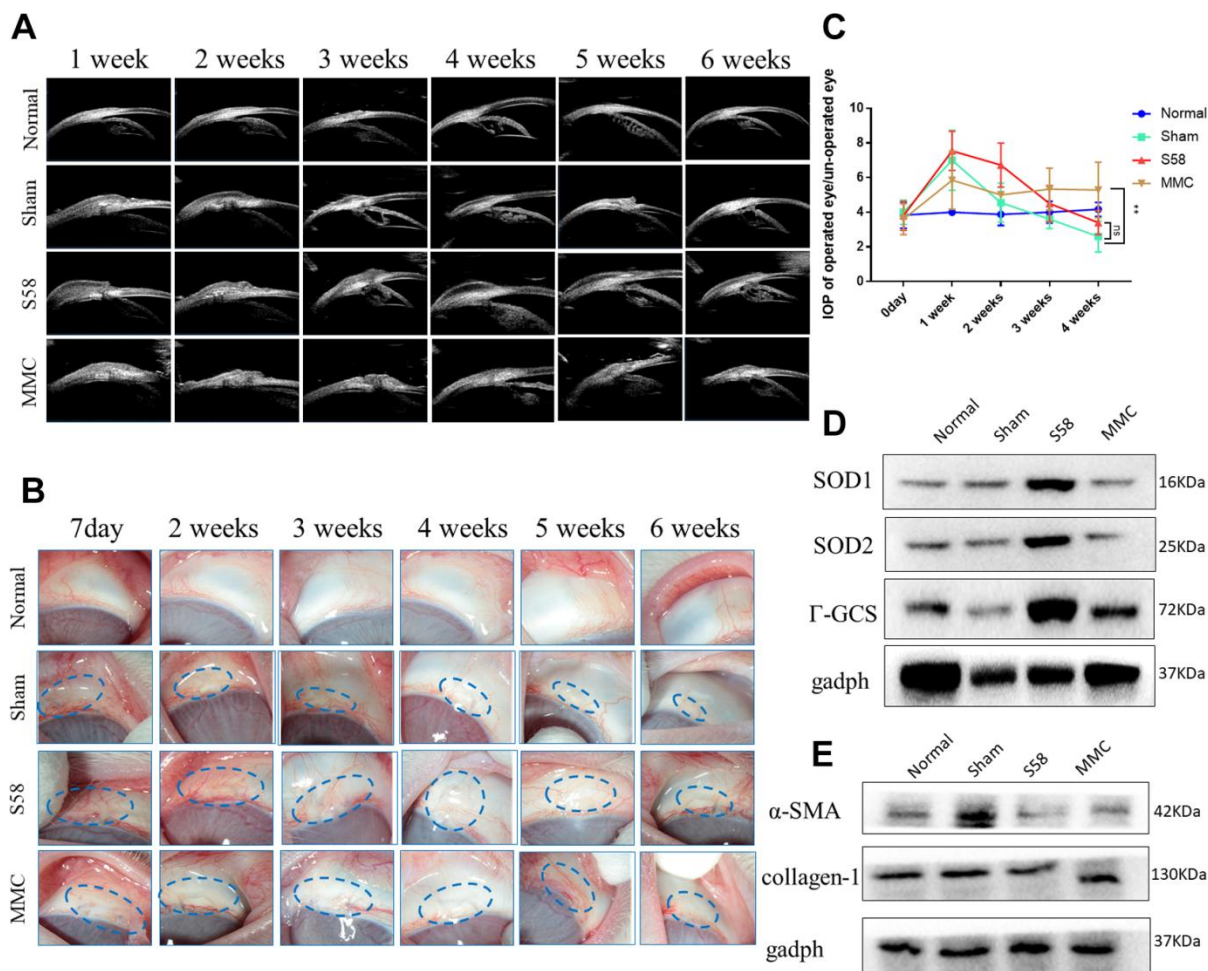 A
1 week 2 weeks 3 weeks 4 weeks 5 weeks 6 weeks
Normal
Sham
S58
MMC
B
7day 2 weeks 3 weeks 4 weeks 5 weeks 6 weeks
Normal
Sham
S58
MMC
C
IOP of operated eye/un-operated eye
10
8
6
4
2
0
0day 1 week 2 weeks 3 weeks 4 weeks
Normal
Sham
S58
MMC
**
ns
D
Normal Sham S58 MMC
SOD1 16KDa
SOD2 25KDa
Γ-GCS 72KDa
gadph 37KDa
E
Normal Sham S58 MMC
α-SMA 42KDa
collagen-1 130KDa
gadph 37KDa